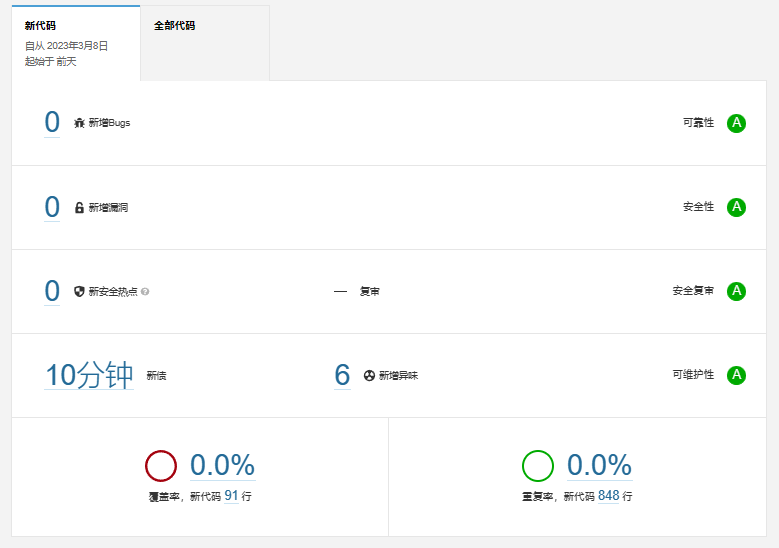 新代码
全部代码
自从 2023年3月8日
起始于 前天
0 新增Bugs 可靠性 A
0 新增漏洞 安全性 A
0 新安全热点 ? — 复审 安全复审 A
10分钟 新债 6 新增异味 可维护性 A
0.0% 0.0%
覆盖率，新代码 91 行 重复率，新代码 848 行